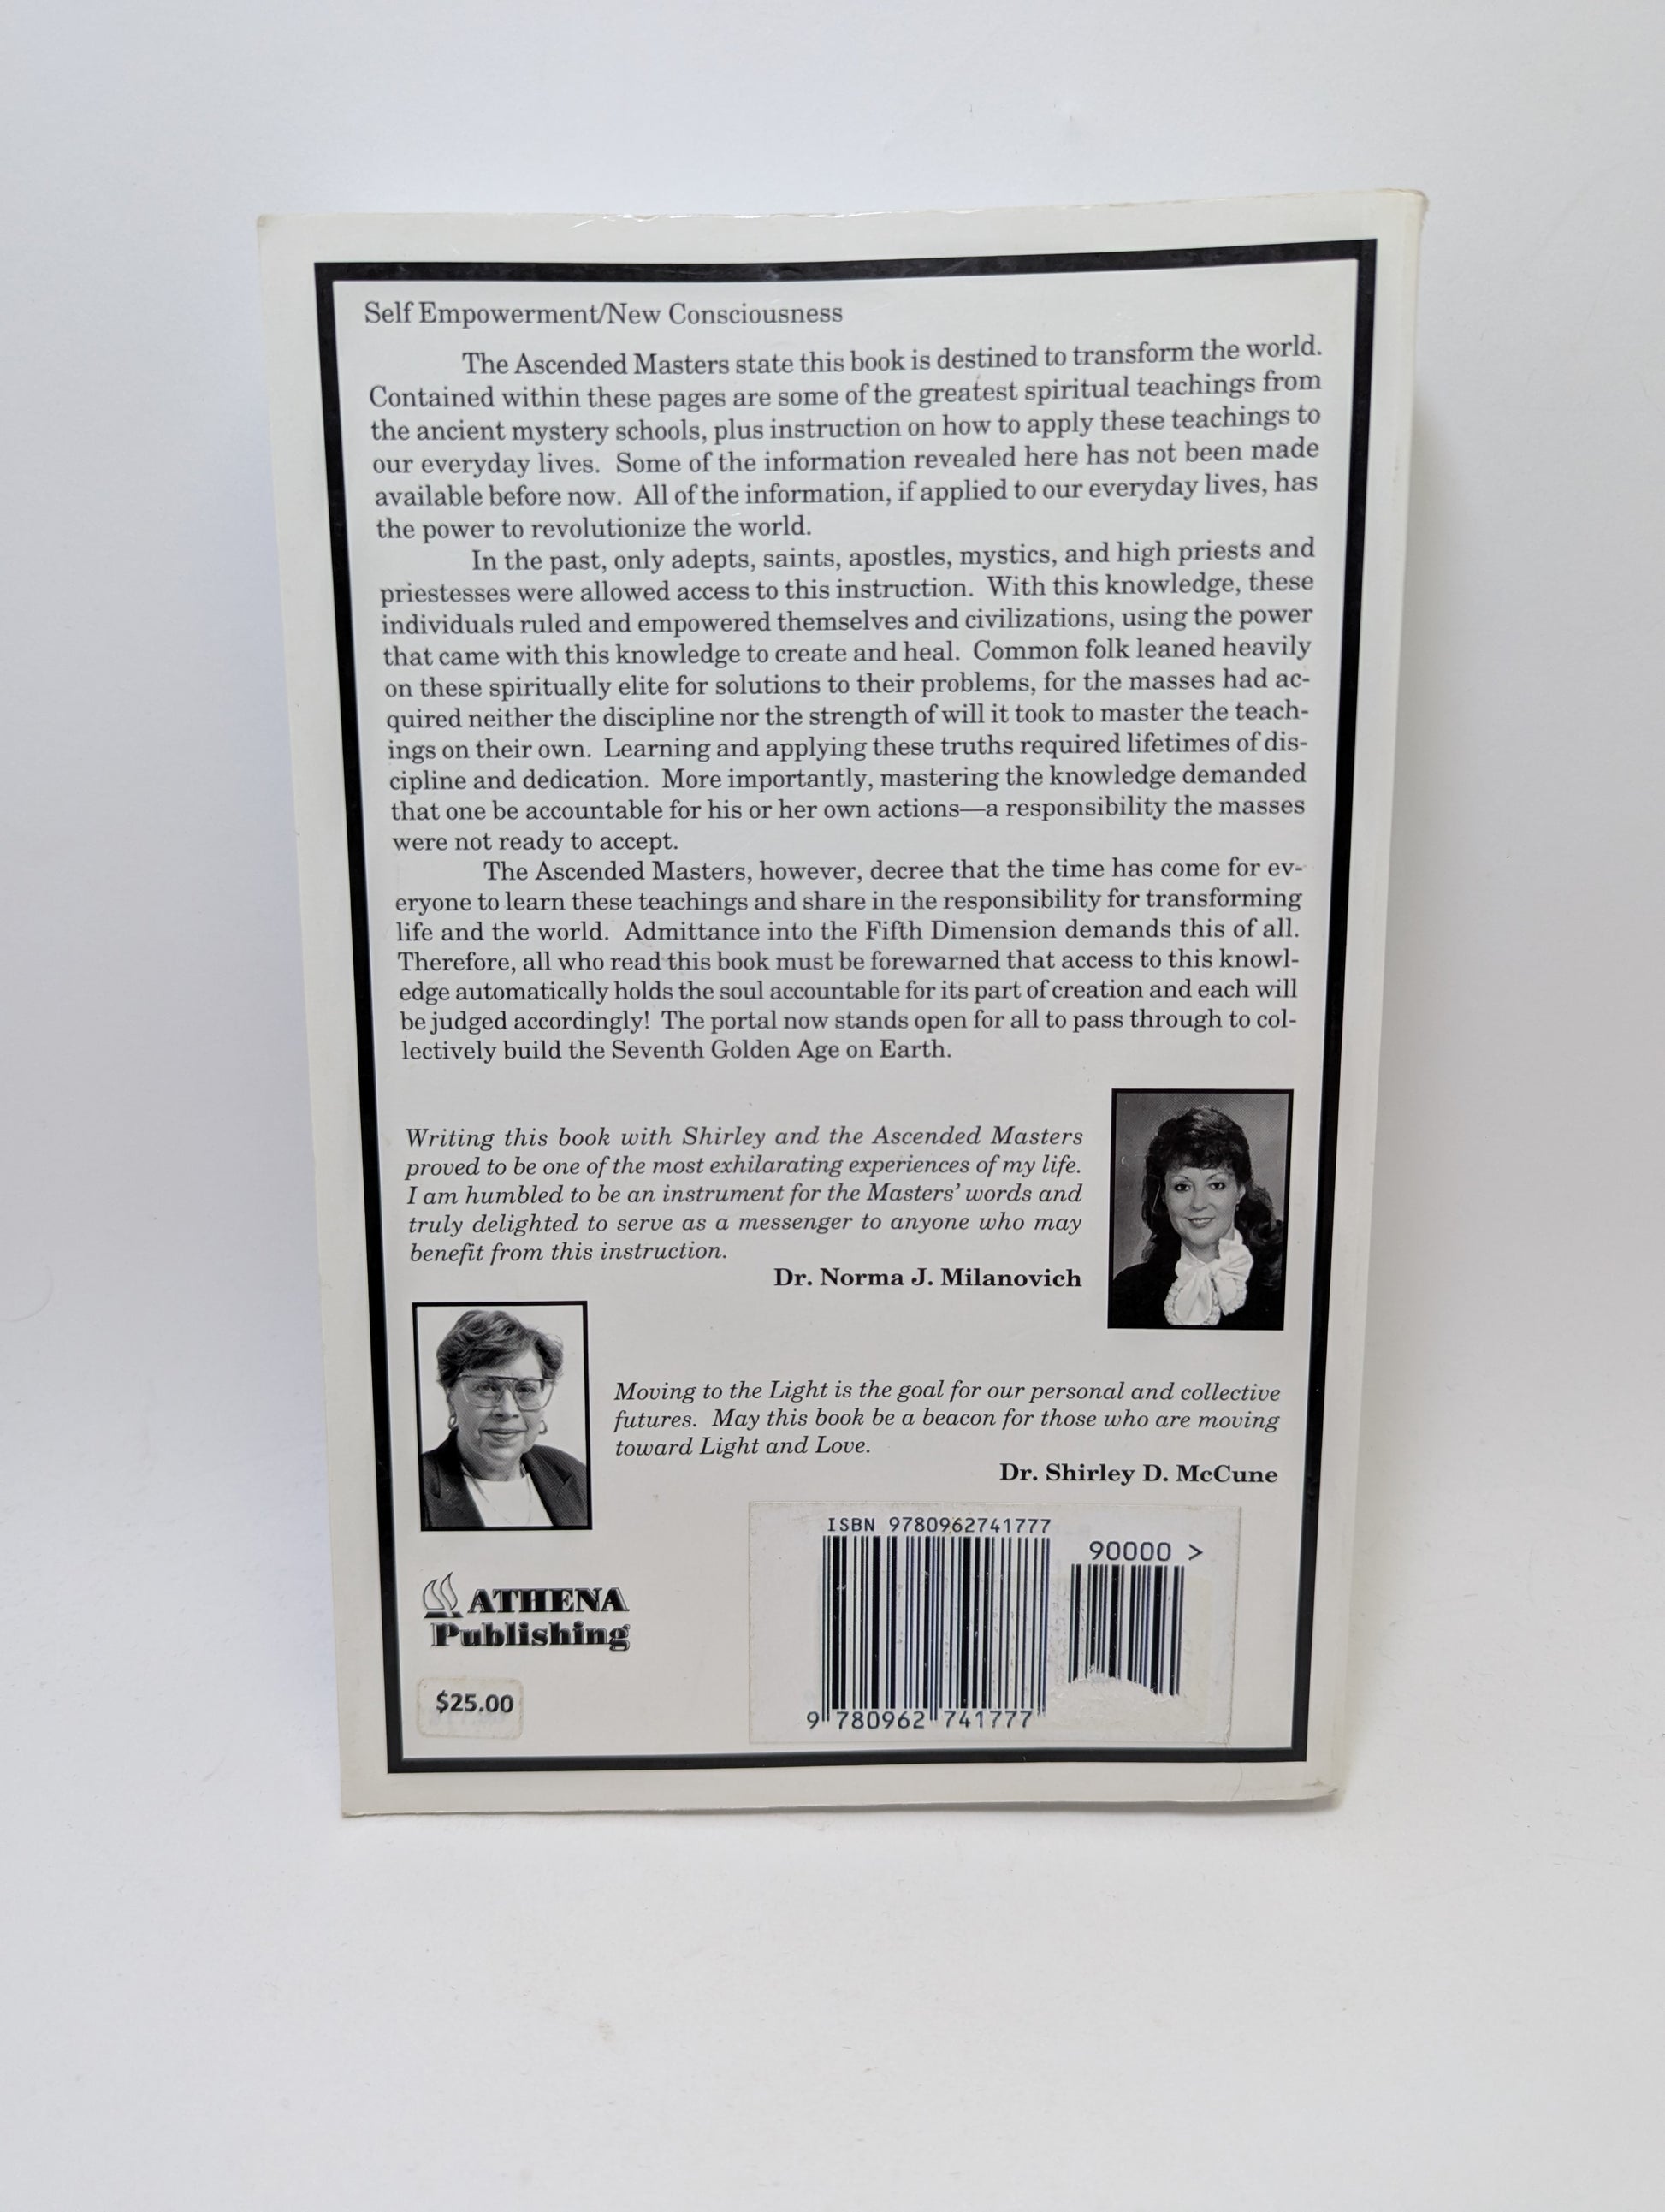 Self Empowerment/New Consciousness
The Ascended Masters state this book is destined to transform the world.
Contained within these pages are some of the greatest spiritual teachings from
the ancient mystery schools, plus instruction on how to apply these teachings to
our everyday lives. Some of the information revealed here has not been made
available before now. All of the information, if applied to our everyday lives, has
the power to revolutionize the world.
In the past, only adepts, saints, apostles, mystics, and high priests and
priestesses were allowed access to this instruction. With this knowledge, these
individuals ruled and empowered themselves and civilizations, using the power
that came with this knowledge to create and heal. Common folk leaned heavily
on these spiritually elite for solutions to their problems, for the masses had ac-
quired neither the discipline nor the strength of will it took to master the teach-
ings on their own. Learning and applying these truths required lifetimes of dis-
cipline and dedication. More importantly, mastering the knowledge demanded
that one be accountable for his or her own actions—a responsibility the masses
were not ready to accept.
The Ascended Masters, however, decree that the time has come for ev-
eryone to learn these teachings and share in the responsibility for transforming
life and the world. Admittance into the Fifth Dimension demands this of all.
Therefore, all who read this book must be forewarned that access to this knowl-
edge automatically holds the soul accountable for its part of creation and each will
be judged accordingly! The portal now stands open for all to pass through to col-
lectively build the Seventh Golden Age on Earth.
Writing this book with Shirley and the Ascended Masters
proved to be one of the most exhilarating experiences of my life.
I am humbled to be an instrument for the Masters' words and
truly delighted to serve as a messenger to anyone who may
benefit from this instruction.
Dr. Norma J. Milanovich
Moving to the Light is the goal for our personal and collective
futures. May this book be a beacon for those who are moving
toward Light and Love.
Dr. Shirley D. McCune
ISBN 9780962741777
90000 >
ATHENA
Publishing
$25.00
9 780962 741777